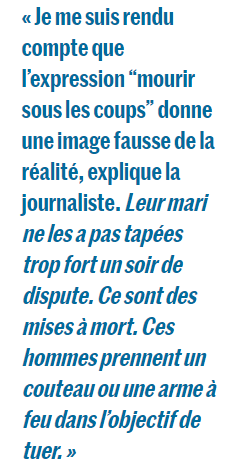 « Je me suis rendu
compte que
l’expression “mourir
sous les coups” donne
une image fausse de la
réalité, explique la
journaliste. Leur mari
ne les a pas tapées
trop fort un soir de
dispute. Ce sont des
mises à mort. Ces
hommes prennent un
couteau ou une arme à
feu dans l’objectif de
tuer. »